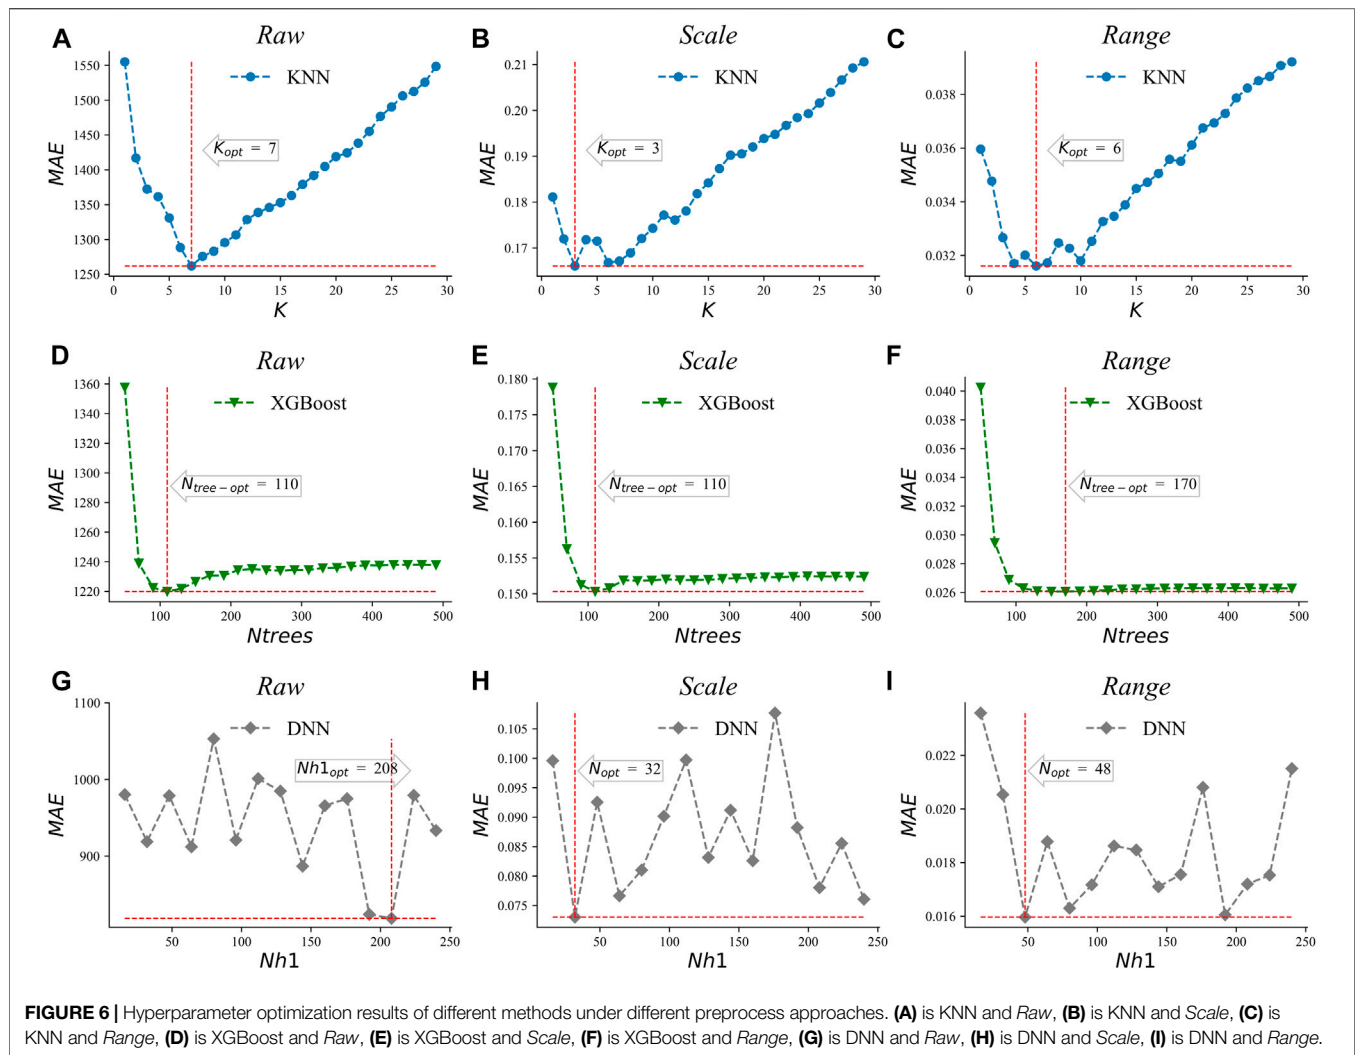 A Raw
1550
1500
1450
1400
1350
1300
1250
MAE
KNN
K_opt = 7
0 5 10 15 20 25 30
K
B Scale
0.21
0.20
0.19
0.18
0.17
MAE
KNN
K_opt = 3
0 5 10 15 20 25 30
K
C Range
0.038
0.036
0.034
0.032
MAE
KNN
K_opt = 6
0 5 10 15 20 25 30
K
D Raw
1360
1340
1320
1300
1280
1260
1240
1220
MAE
XGBoost
N_tree-opt = 110
100 200 300 400 500
Ntrees
E Scale
0.180
0.175
0.170
0.165
0.160
0.155
0.150
MAE
XGBoost
N_tree-opt = 110
100 200 300 400 500
Ntrees
F Range
0.040
0.038
0.036
0.034
0.032
0.030
0.028
0.026
MAE
XGBoost
N_tree-opt = 170
100 200 300 400 500
Ntrees
G Raw
1100
1000
900
MAE
DNN
Nh1_opt = 208
50 100 150 200 250
Nh1
H Scale
0.105
0.100
0.095
0.090
0.085
0.080
0.075
MAE
DNN
N_opt = 32
50 100 150 200 250
Nh1
I Range
0.022
0.020
0.018
0.016
MAE
DNN
N_opt = 48
50 100 150 200 250
Nh1
FIGURE 6 | Hyperparameter optimization results of different methods under different preprocess approaches. (A) is KNN and Raw, (B) is KNN and Scale, (C) is
KNN and Range, (D) is XGBoost and Raw, (E) is XGBoost and Scale, (F) is XGBoost and Range, (G) is DNN and Raw, (H) is DNN and Scale, (I) is DNN and Range.